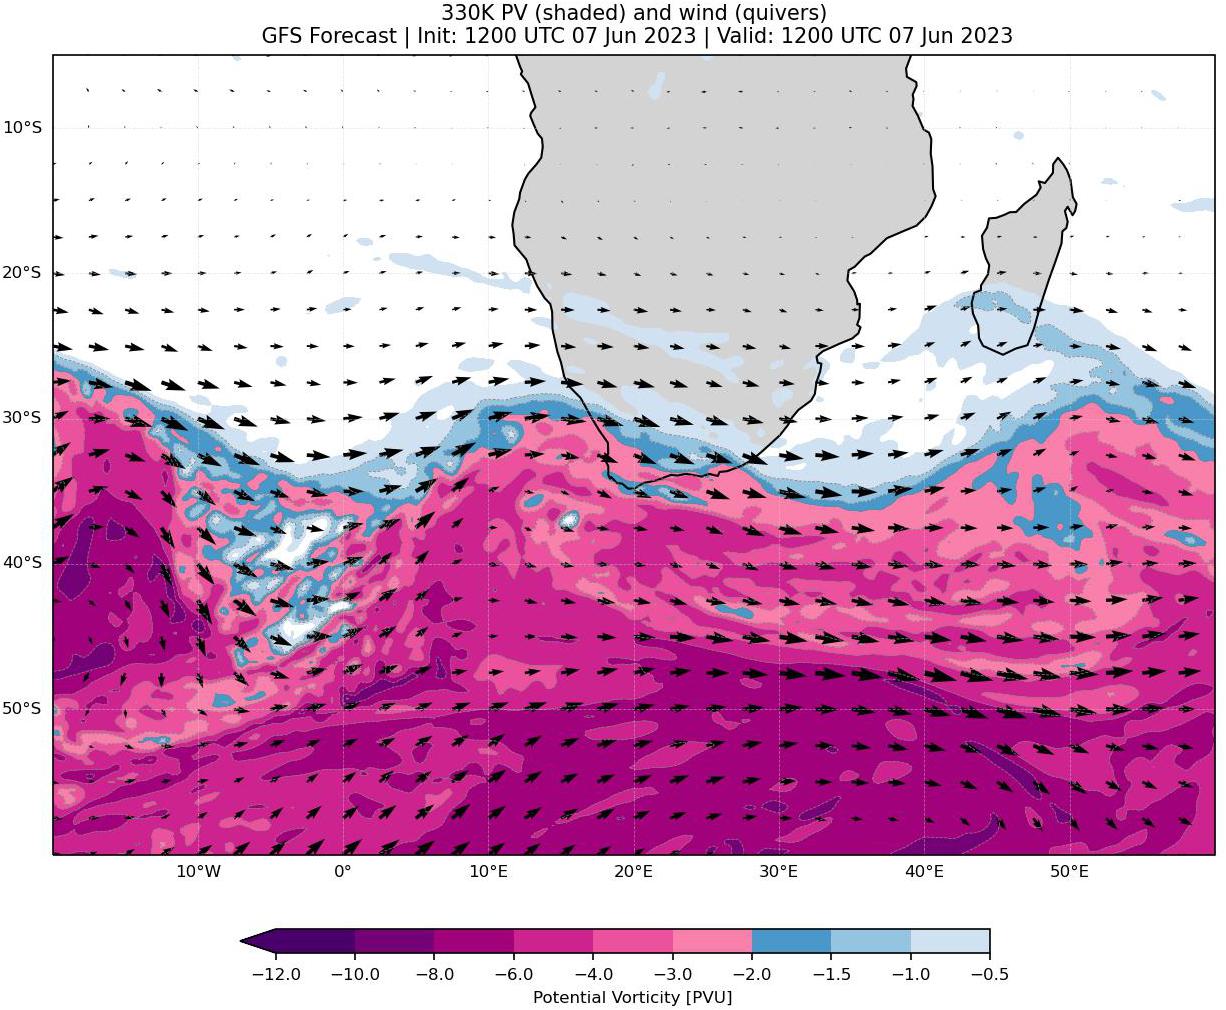 330K PV (shaded) and wind (quivers)
GFS Forecast | Init: 1200 UTC 07 Jun 2023 | Valid: 1200 UTC 07 Jun 2023
10°S
20°S
30°S
40°S
50°S
10°W 0° 10°E 20°E 30°E 40°E 50°E
−12.0 −10.0 −8.0 −6.0 −4.0 −3.0 −2.0 −1.5 −1.0 −0.5
Potential Vorticity [PVU]